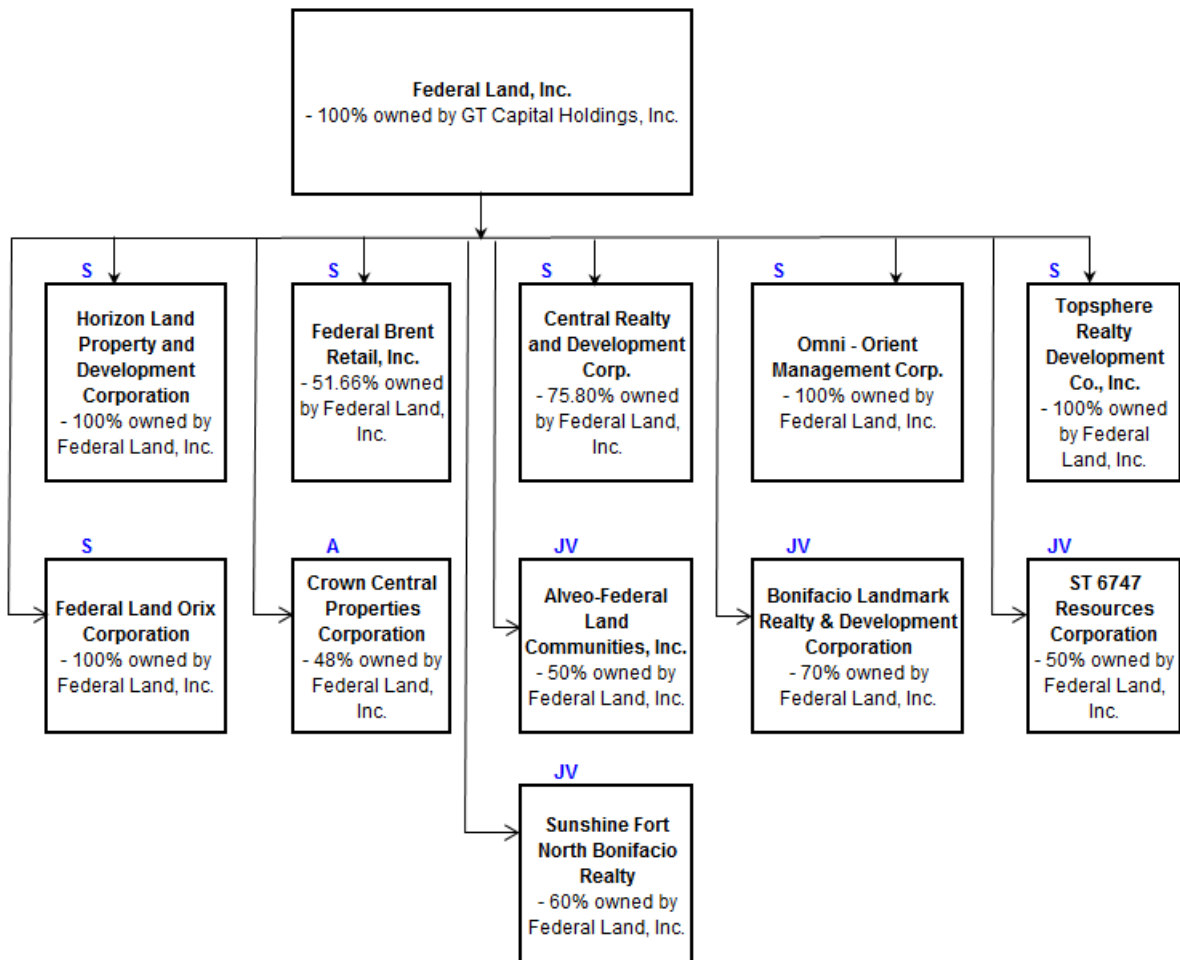 Federal Land, Inc.
- 100% owned by GT Capital Holdings, Inc.
S
Horizon Land
Property and
Development
Corporation
- 100% owned by
Federal Land, Inc.
S
Federal Brent
Retail, Inc.
- 51.66% owned
by Federal Land,
Inc.
S
Central Realty
and Development
Corp.
- 75.80% owned
by Federal Land,
Inc.
S
Omni - Orient
Management Corp.
- 100% owned by
Federal Land, Inc.
S
Topsphere
Realty
Development
Co., Inc.
- 100% owned
by Federal
Land, Inc.
S
Federal Land Orix
Corporation
- 100% owned by
Federal Land, Inc.
A
Crown Central
Properties
Corporation
- 48% owned by
Federal Land,
Inc.
JV
Alveo-Federal
Land
Communities, Inc.
- 50% owned by
Federal Land, Inc.
JV
Bonifacio Landmark
Realty & Development
Corporation
- 70% owned by
Federal Land, Inc.
JV
ST 6747
Resources
Corporation
- 50% owned by
Federal Land,
Inc.
JV
Sunshine Fort
North Bonifacio
Realty
- 60% owned by
Federal Land, Inc.